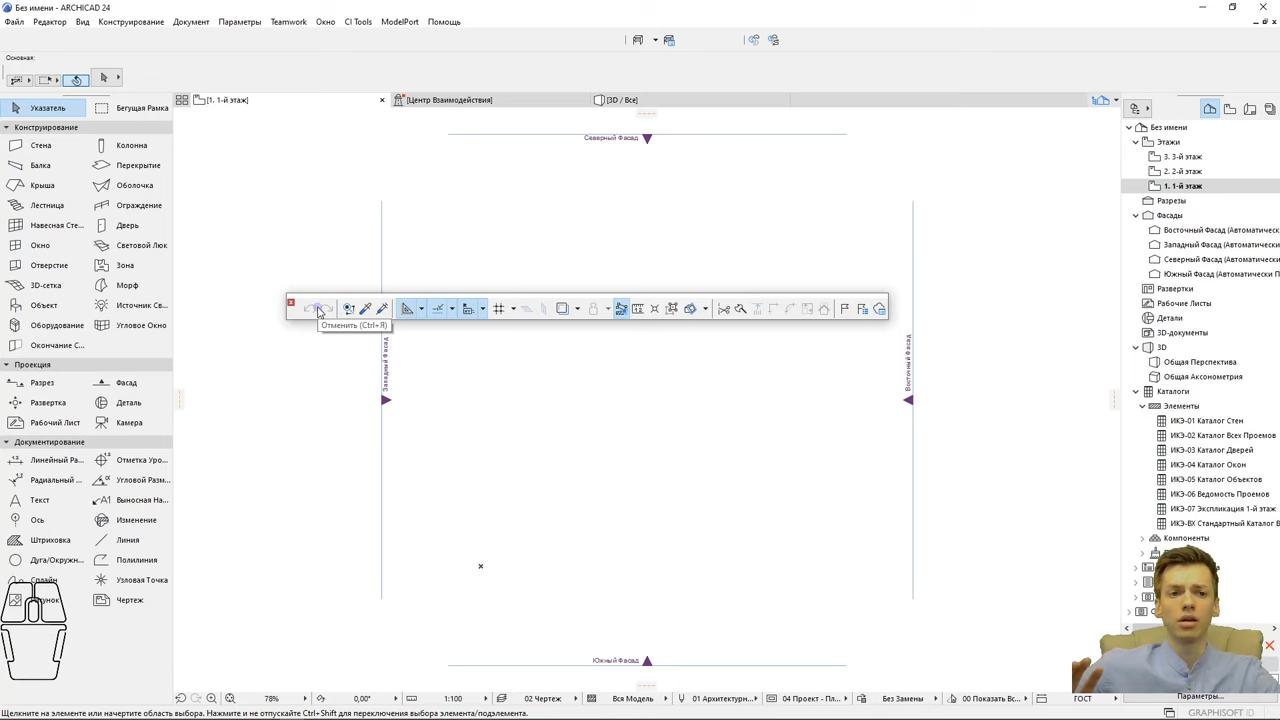 Без имени - ARCHICAD 24
Файл Редактор Вид Конструирование Документ Параметры Teamwork Окно CI Tools ModelPort Помощь
Основная:
Указатель Бегущая Рамка
Конструирование
Стена Колонна
Балка Перекрытие
Крыша Оболочка
Лестница Ограждение
Навесная Сте... Дверь
Окно Световой Люк
Отверстие Зона
3D-сетка Морф
Объект Источник Св...
Оборудование Угловое Окно
Окончание С...
Проекция
Разрез Фасад
Развертка Деталь
Рабочий Лист Камера
Документирование
Линейный Ра... Отметка Уро...
Радиальный ... Угловой Разм...
Текст Выносная На...
Ось Изменение
Штриховка Линия
Дуга/Окружн... Полилиния
Сплайн Узловая Точка
Чертеж
[1. 1-й этаж] [Центр Взаимодействия] [3D / Все]
Северный Фасад
Отменить (Ctrl+Я)
Западный Фасад
Восточный Фасад
Южный Фасад
Без имени
Этажи
3. 3-й этаж
2. 2-й этаж
1. 1-й этаж
Разрезы
Фасады
Восточный Фасад (Автоматическ
Западный Фасад (Автоматическ
Северный Фасад (Автоматическ
Южный Фасад (Автоматическ
Развертки
Рабочие Листы
Детали
3D-документы
3D
Общая Перспектива
Общая Аксонометрия
Каталоги
Элементы
ИКЭ-01 Каталог Стен
ИКЭ-02 Каталог Всех Проемов
ИКЭ-03 Каталог Дверей
ИКЭ-04 Каталог Окон
ИКЭ-05 Каталог Объектов
ИКЭ-06 Ведомость Проемов
ИКЭ-07 Экспликация 1-й этаж
ИКЭ-ВХ Стандартный Каталог В
Компоненты
Параметры...
78% 0,00° 1:100 02 Чертеж Вся Модель 01 Архитектурн... 04 Проект - Пл... Без Замены 00 Показать Вс... ГОСТ
Щелкните на элементе или начертите область выбора. Нажмите и не отпускайте Ctrl+Shift для переключения выбора элемента/подэлемента.
GRAPHISOFT ID